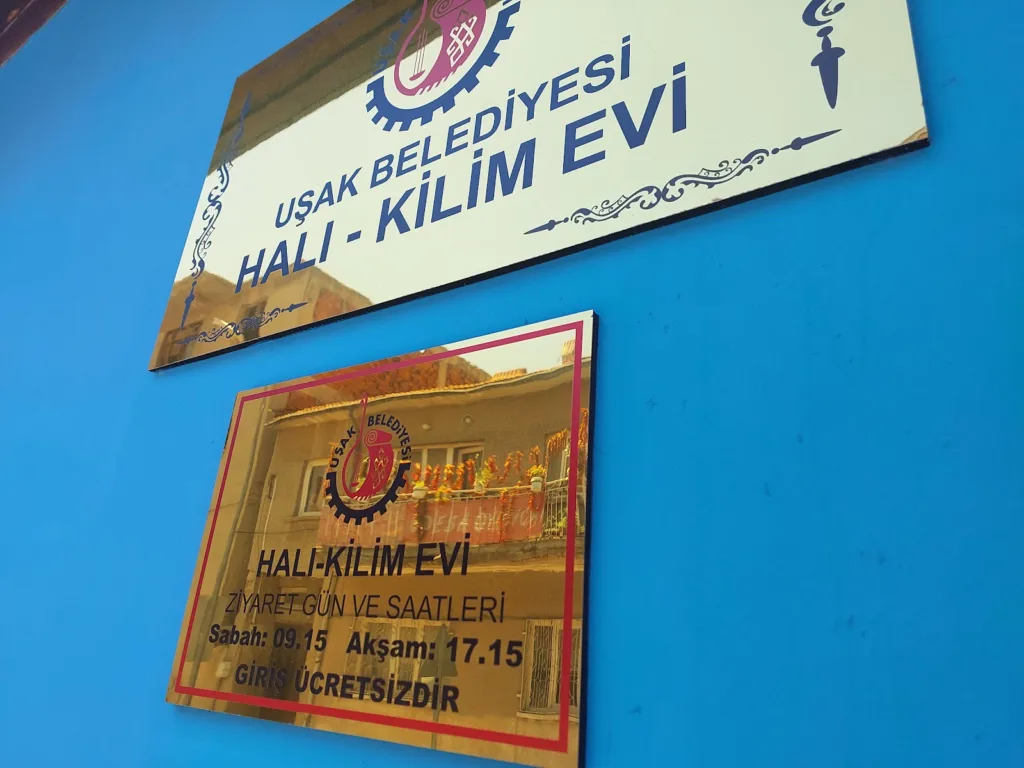 UŞAK BELEDİYESİ
HALI - KİLİM EVİ
UŞAK BELEDİYESİ
HALI-KİLİM EVİ
ZİYARET GÜN VE SAATLERİ
Sabah: 09.15 Akşam: 17.15
GİRİŞ ÜCRETSİZDİR